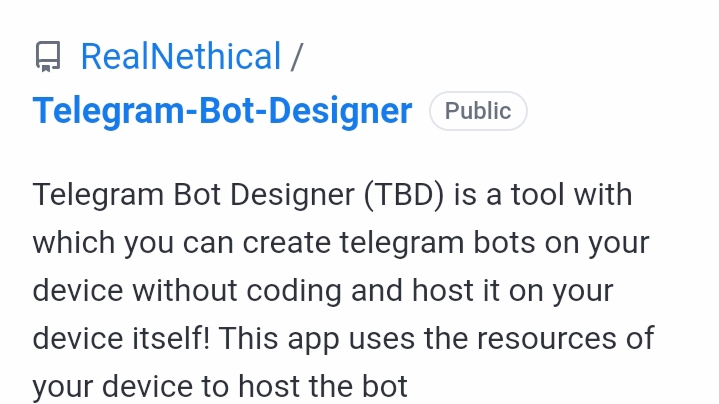 RealNethical /
Telegram-Bot-Designer Public
Telegram Bot Designer (TBD) is a tool with
which you can create telegram bots on your
device without coding and host it on your
device itself! This app uses the resources of
your device to host the bot